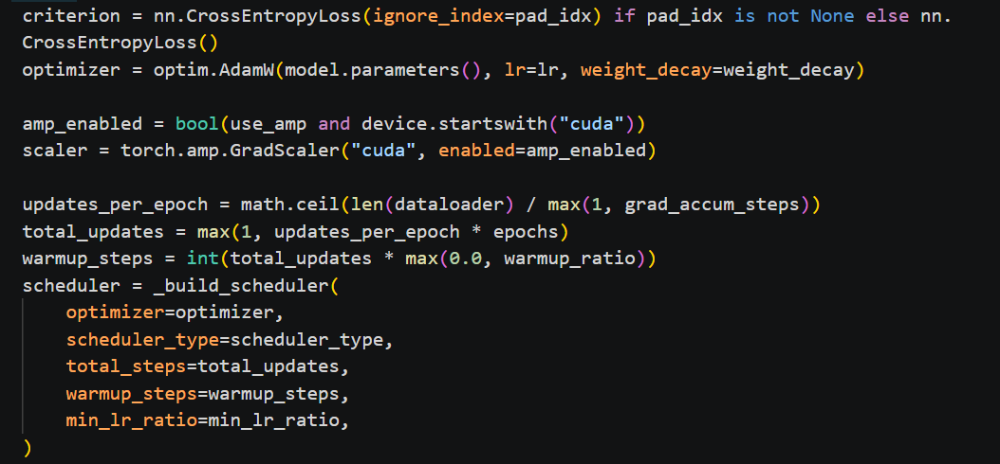 criterion = nn.CrossEntropyLoss(ignore_index=pad_idx) if pad_idx is not None else nn.
CrossEntropyLoss()
optimizer = optim.AdamW(model.parameters(), lr=lr, weight_decay=weight_decay)

amp_enabled = bool(use_amp and device.startswith("cuda"))
scaler = torch.amp.GradScaler("cuda", enabled=amp_enabled)

updates_per_epoch = math.ceil(len(dataloader) / max(1, grad_accum_steps))
total_updates = max(1, updates_per_epoch * epochs)
warmup_steps = int(total_updates * max(0.0, warmup_ratio))
scheduler = _build_scheduler(
    optimizer=optimizer,
    scheduler_type=scheduler_type,
    total_steps=total_updates,
    warmup_steps=warmup_steps,
    min_lr_ratio=min_lr_ratio,
)